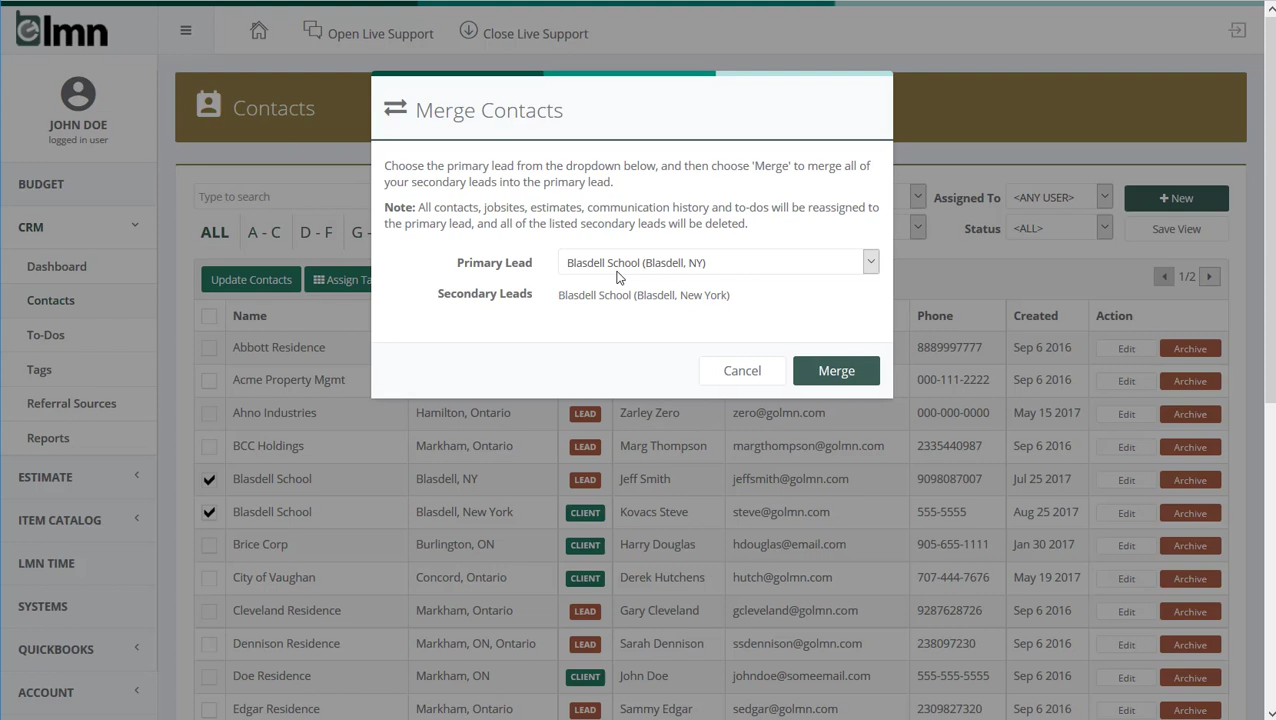 elmn
Open Live Support
Close Live Support
JOHN DOE
logged in user
BUDGET
CRM
Dashboard
Contacts
To-Dos
Tags
Referral Sources
Reports
ESTIMATE
ITEM CATALOG
LMN TIME
SYSTEMS
QUICKBOOKS
ACCOUNT
Contacts
Type to search
Assigned To <ANY USER> + New
ALL A - C D - F G - Status <ALL> Save View
Update Contacts Assign Ta 1/2
Merge Contacts
Choose the primary lead from the dropdown below, and then choose 'Merge' to merge all of
your secondary leads into the primary lead.
Note: All contacts, jobsites, estimates, communication history and to-dos will be reassigned to
the primary lead, and all of the listed secondary leads will be deleted.
Primary Lead Blasdell School (Blasdell, NY)
Secondary Leads Blasdell School (Blasdell, New York)
Cancel Merge
Name Phone Created Action
Abbott Residence 8889997777 Sep 6 2016 Edit Archive
Acme Property Mgmt 000-111-2222 Sep 6 2016 Edit Archive
Ahno Industries Hamilton, Ontario LEAD Zarley Zero zero@golmn.com 000-000-0000 May 15 2017 Edit Archive
BCC Holdings Markham, Ontario LEAD Marg Thompson margthompson@golmn.com 2335440987 Sep 6 2016 Edit Archive
Blasdell School Blasdell, NY LEAD Jeff Smith jeffsmith@golmn.com 9098087007 Jul 25 2017 Edit Archive
Blasdell School Blasdell, New York CLIENT Kovacs Steve steve@golmn.com 555-5555 Aug 25 2017 Edit Archive
Brice Corp Burlington, ON CLIENT Harry Douglas hdouglas@email.com 905-655-1111 Jan 30 2017 Edit Archive
City of Vaughan Concord, Ontario CLIENT Derek Hutchens hutch@golmn.com 707-444-7676 May 19 2017 Edit Archive
Cleveland Residence Markham, Ontario LEAD Gary Cleveland gcleveland@golmn.com 9287628726 Sep 6 2016 Edit Archive
Dennison Residence Markham, ON, Ontario LEAD Sarah Dennison ssdennison@golmn.com 238097230 Sep 6 2016 Edit Archive
Doe Residence Markham, ON CLIENT John Doe johndoe@someemail.com 555-555-5555 Sep 6 2016 Edit Archive
Edgar Residence Markham, Ontario LEAD Sammy Edgar sedgar@golmn.com 2309827320 Sep 6 2016 Edit Archive